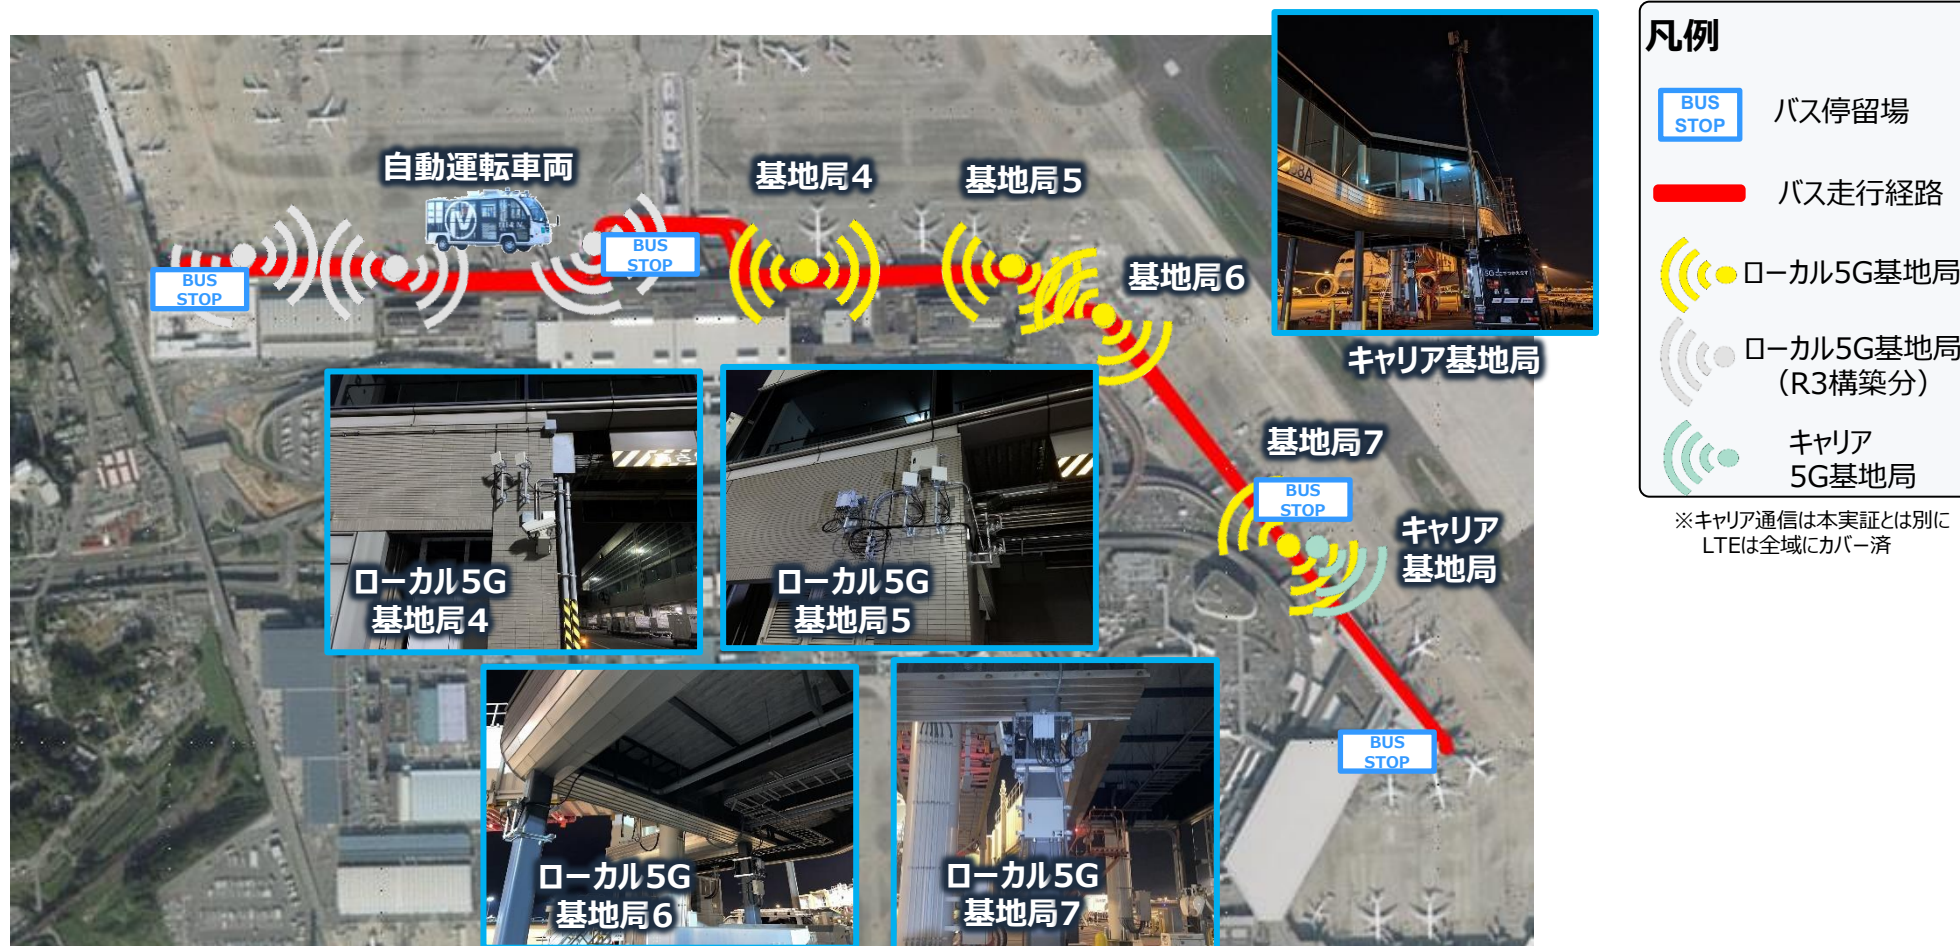 凡例
BUS
STOP
バス停留場
バス走行経路
ローカル5G基地局
ローカル5G基地局
(R3構築分)
キャリア
5G基地局
※キャリア通信は本実証とは別に
LTEは全域にカバー済
自動運転車両
基地局4
基地局5
基地局6
キャリア基地局
BUS
STOP
BUS
STOP
基地局7
BUS
STOP
キャリア
基地局
BUS
STOP
ローカル5G
基地局4
ローカル5G
基地局5
ローカル5G
基地局6
ローカル5G
基地局7